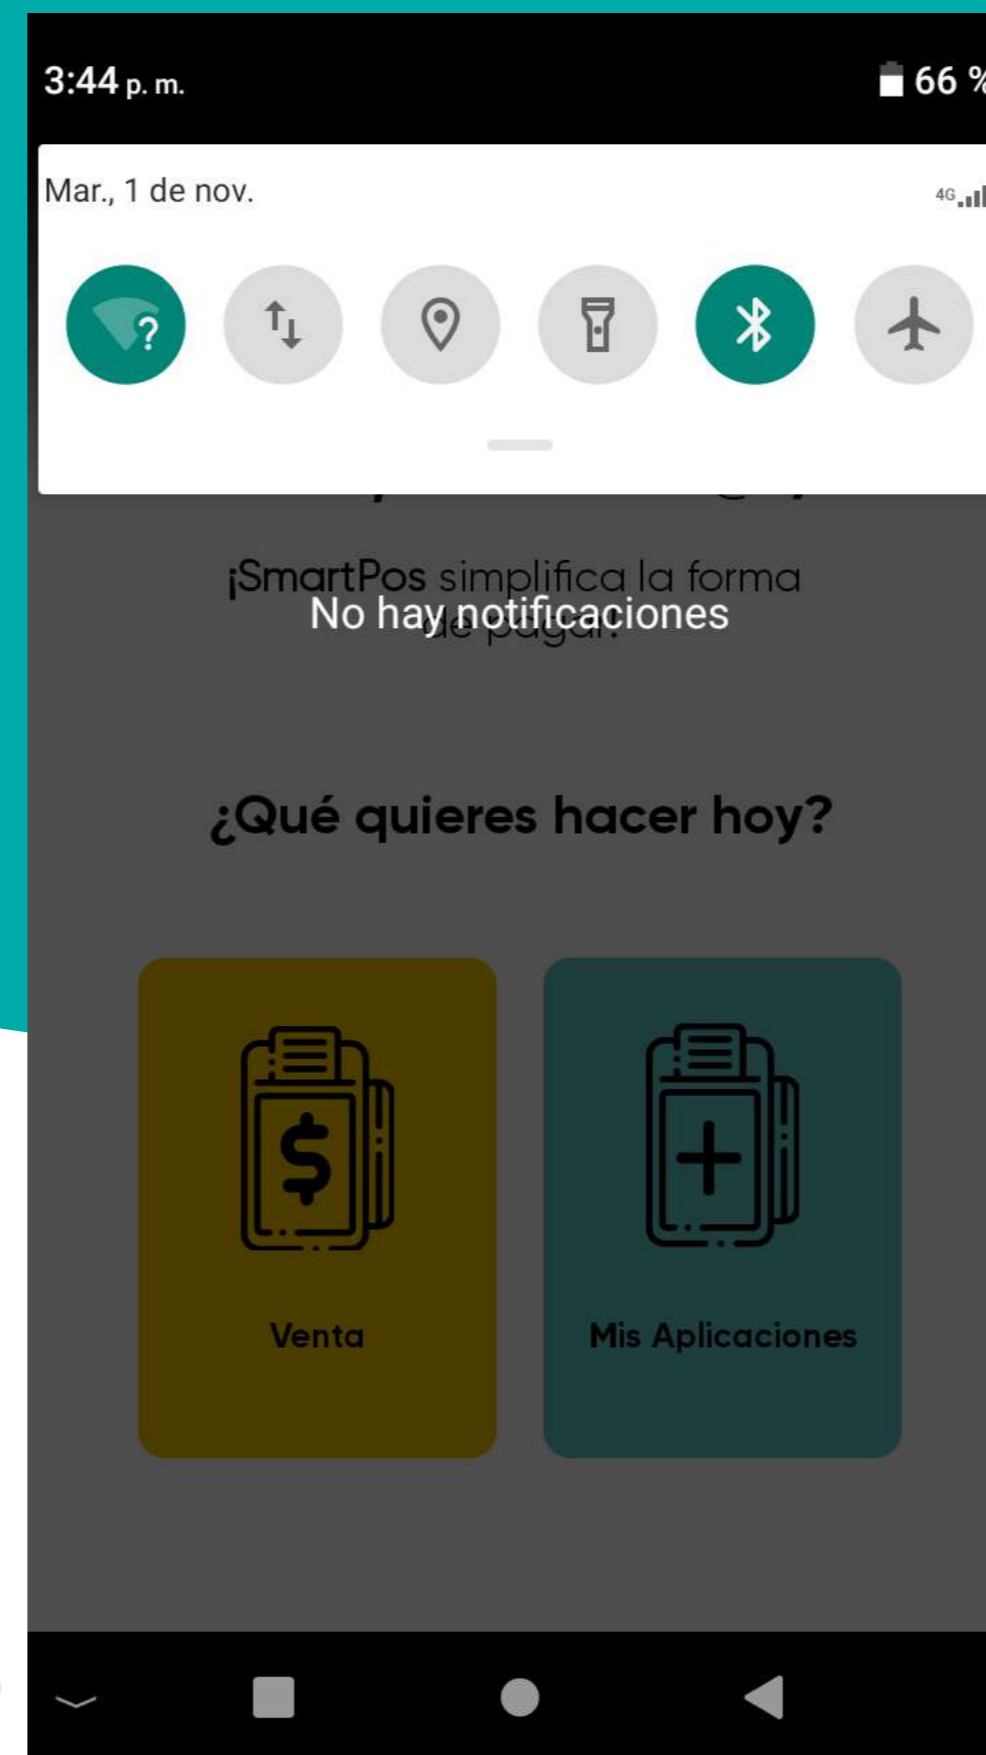 3:44 p. m.
66 %
Mar., 1 de nov.
4G
?
¡SmartPos simplifica la forma
de pagar!
No hay notificaciones
¿Qué quieres hacer hoy?
$
Venta
Mis Aplicaciones